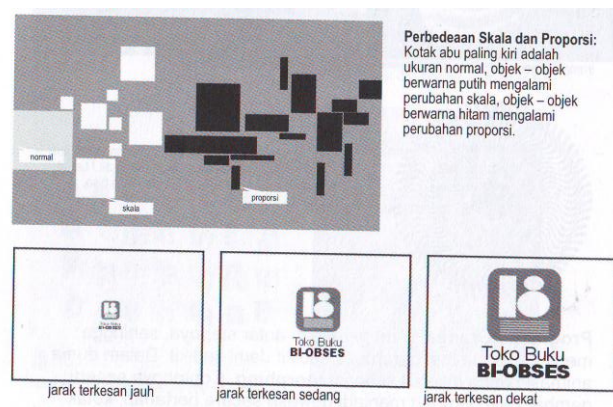 Perbedeaan Skala dan Proporsi:
Kotak abu paling kiri adalah
ukuran normal, objek – objek
berwarna putih mengalami
perubahan skala, objek – objek
berwarna hitam mengalami
perubahan proporsi.
normal
skala
proporsi
Toko Buku
BI-OBSES
Toko Buku
BI-OBSES
jarak terkesan jauh
jarak terkesan sedang
jarak terkesan dekat